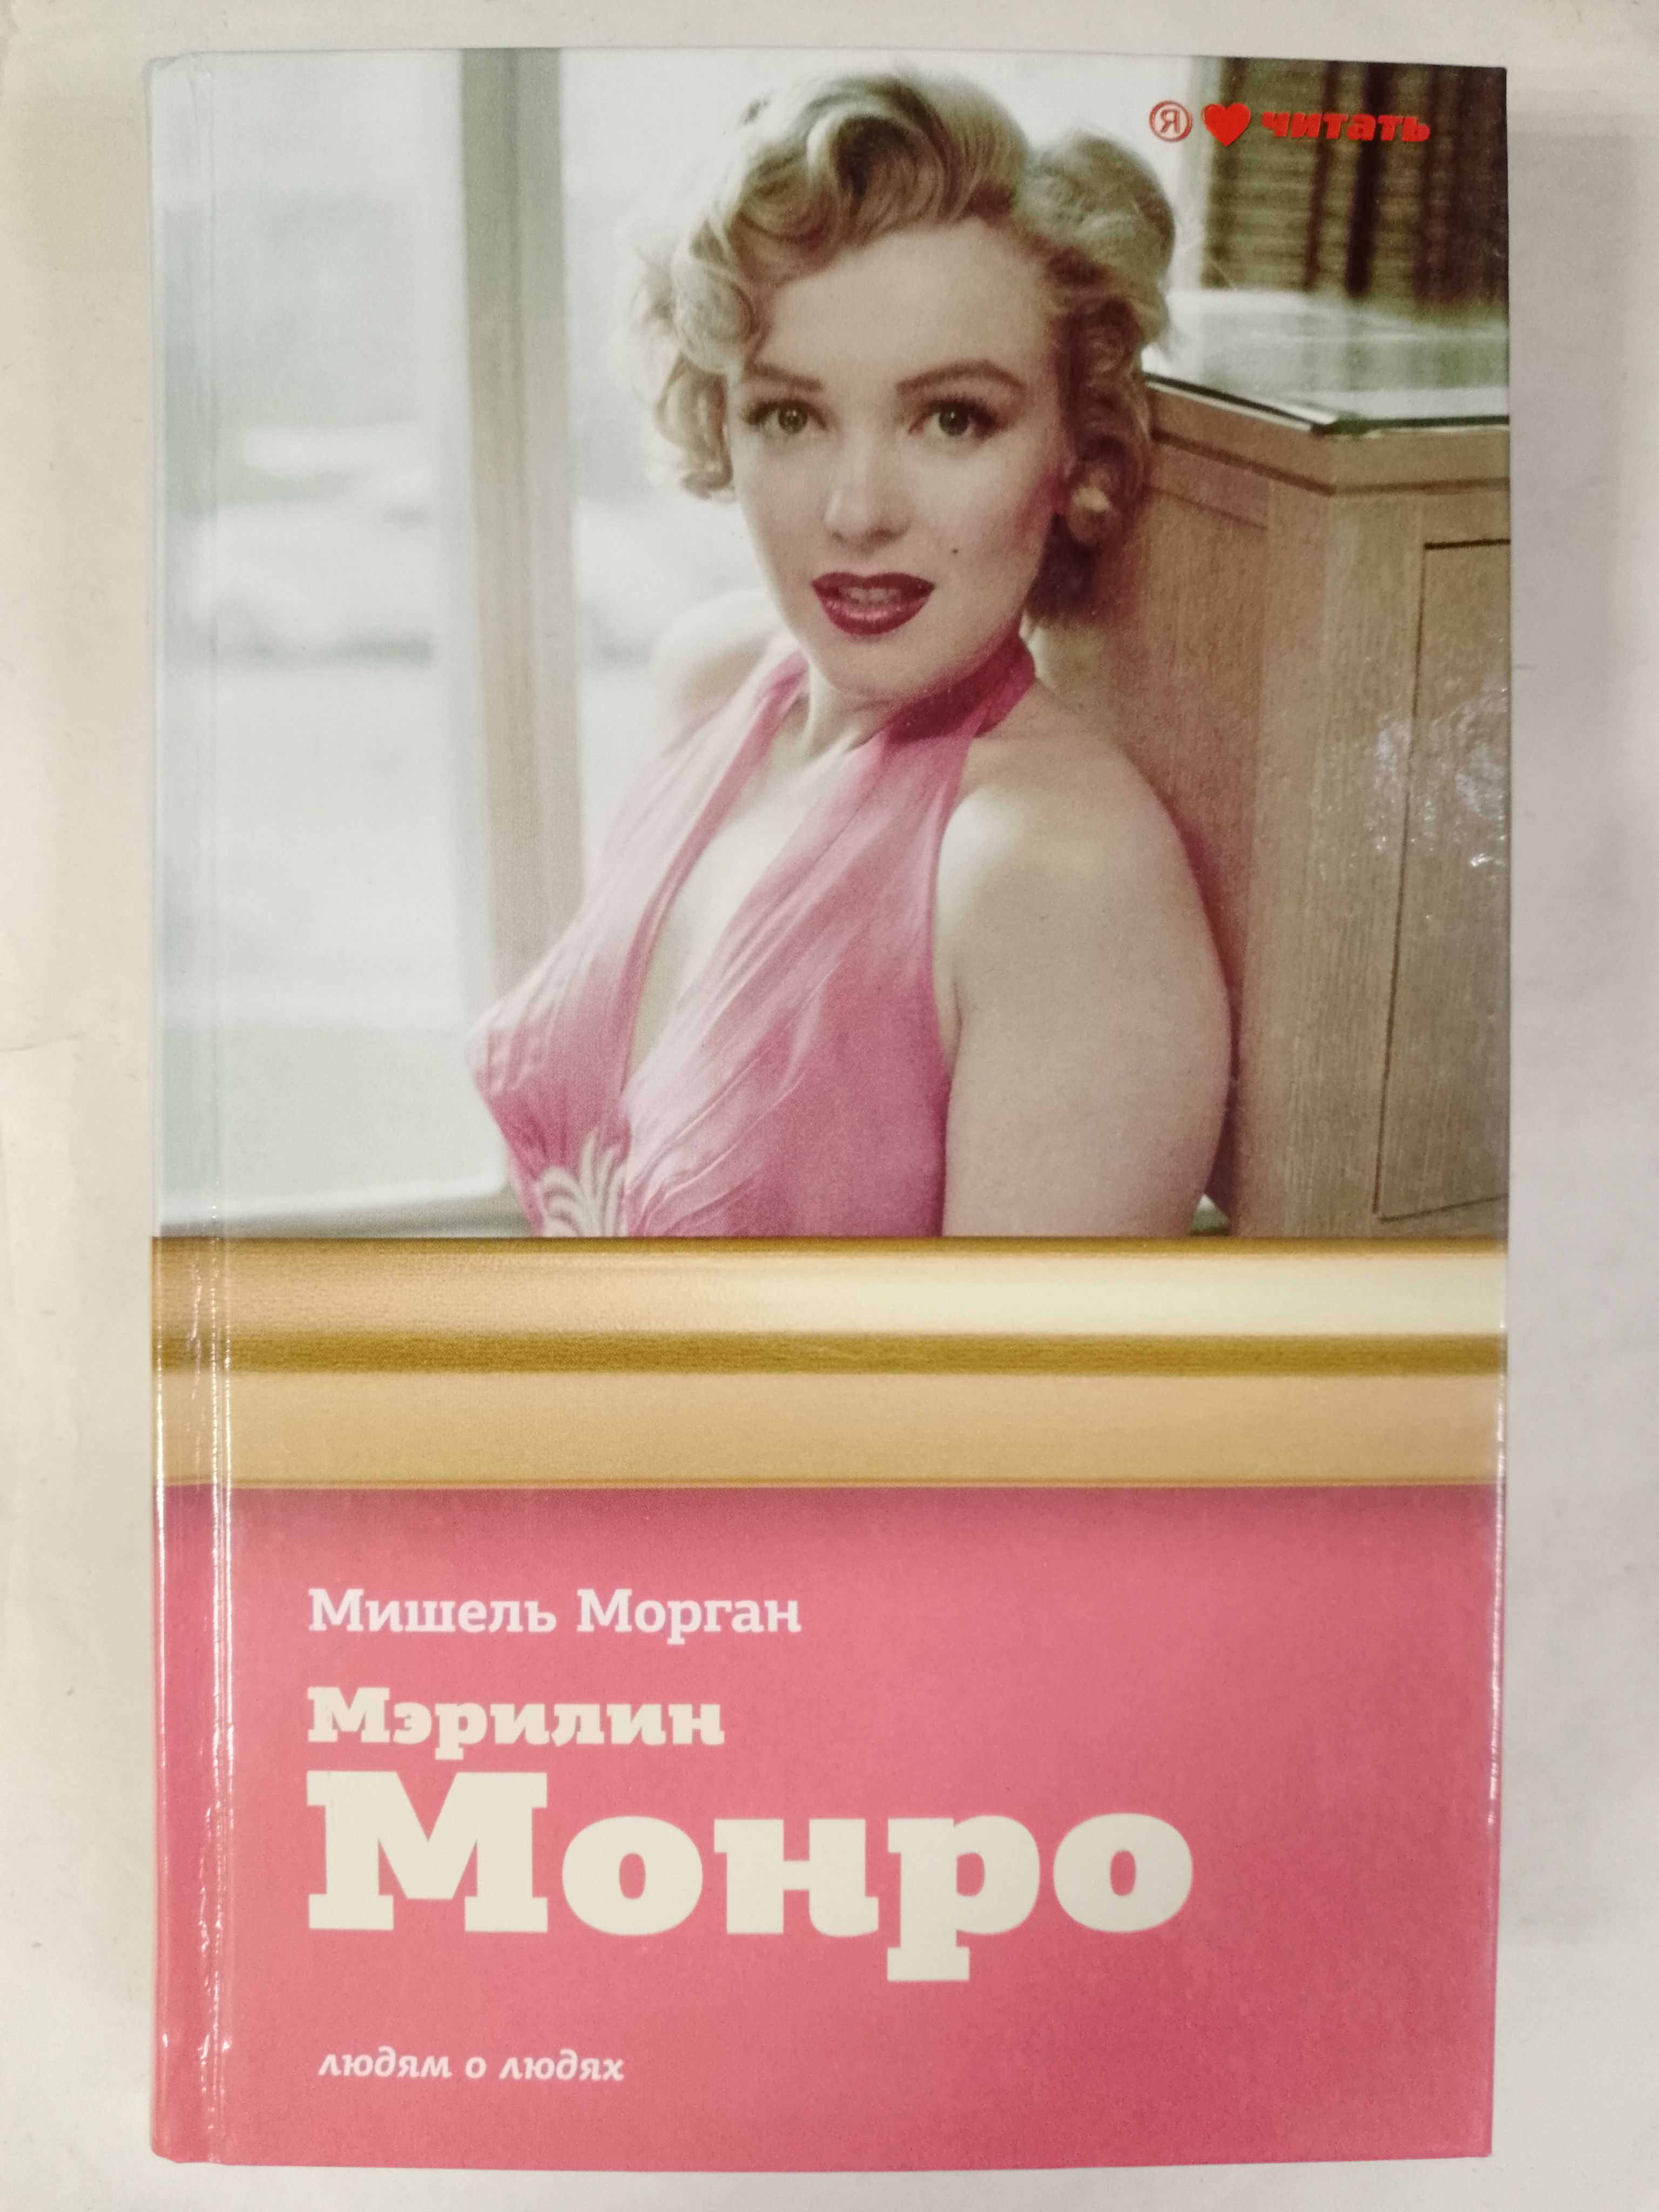 Я ❤ читать
Мишель Морган
Мэрилин
Монро
людям о людях